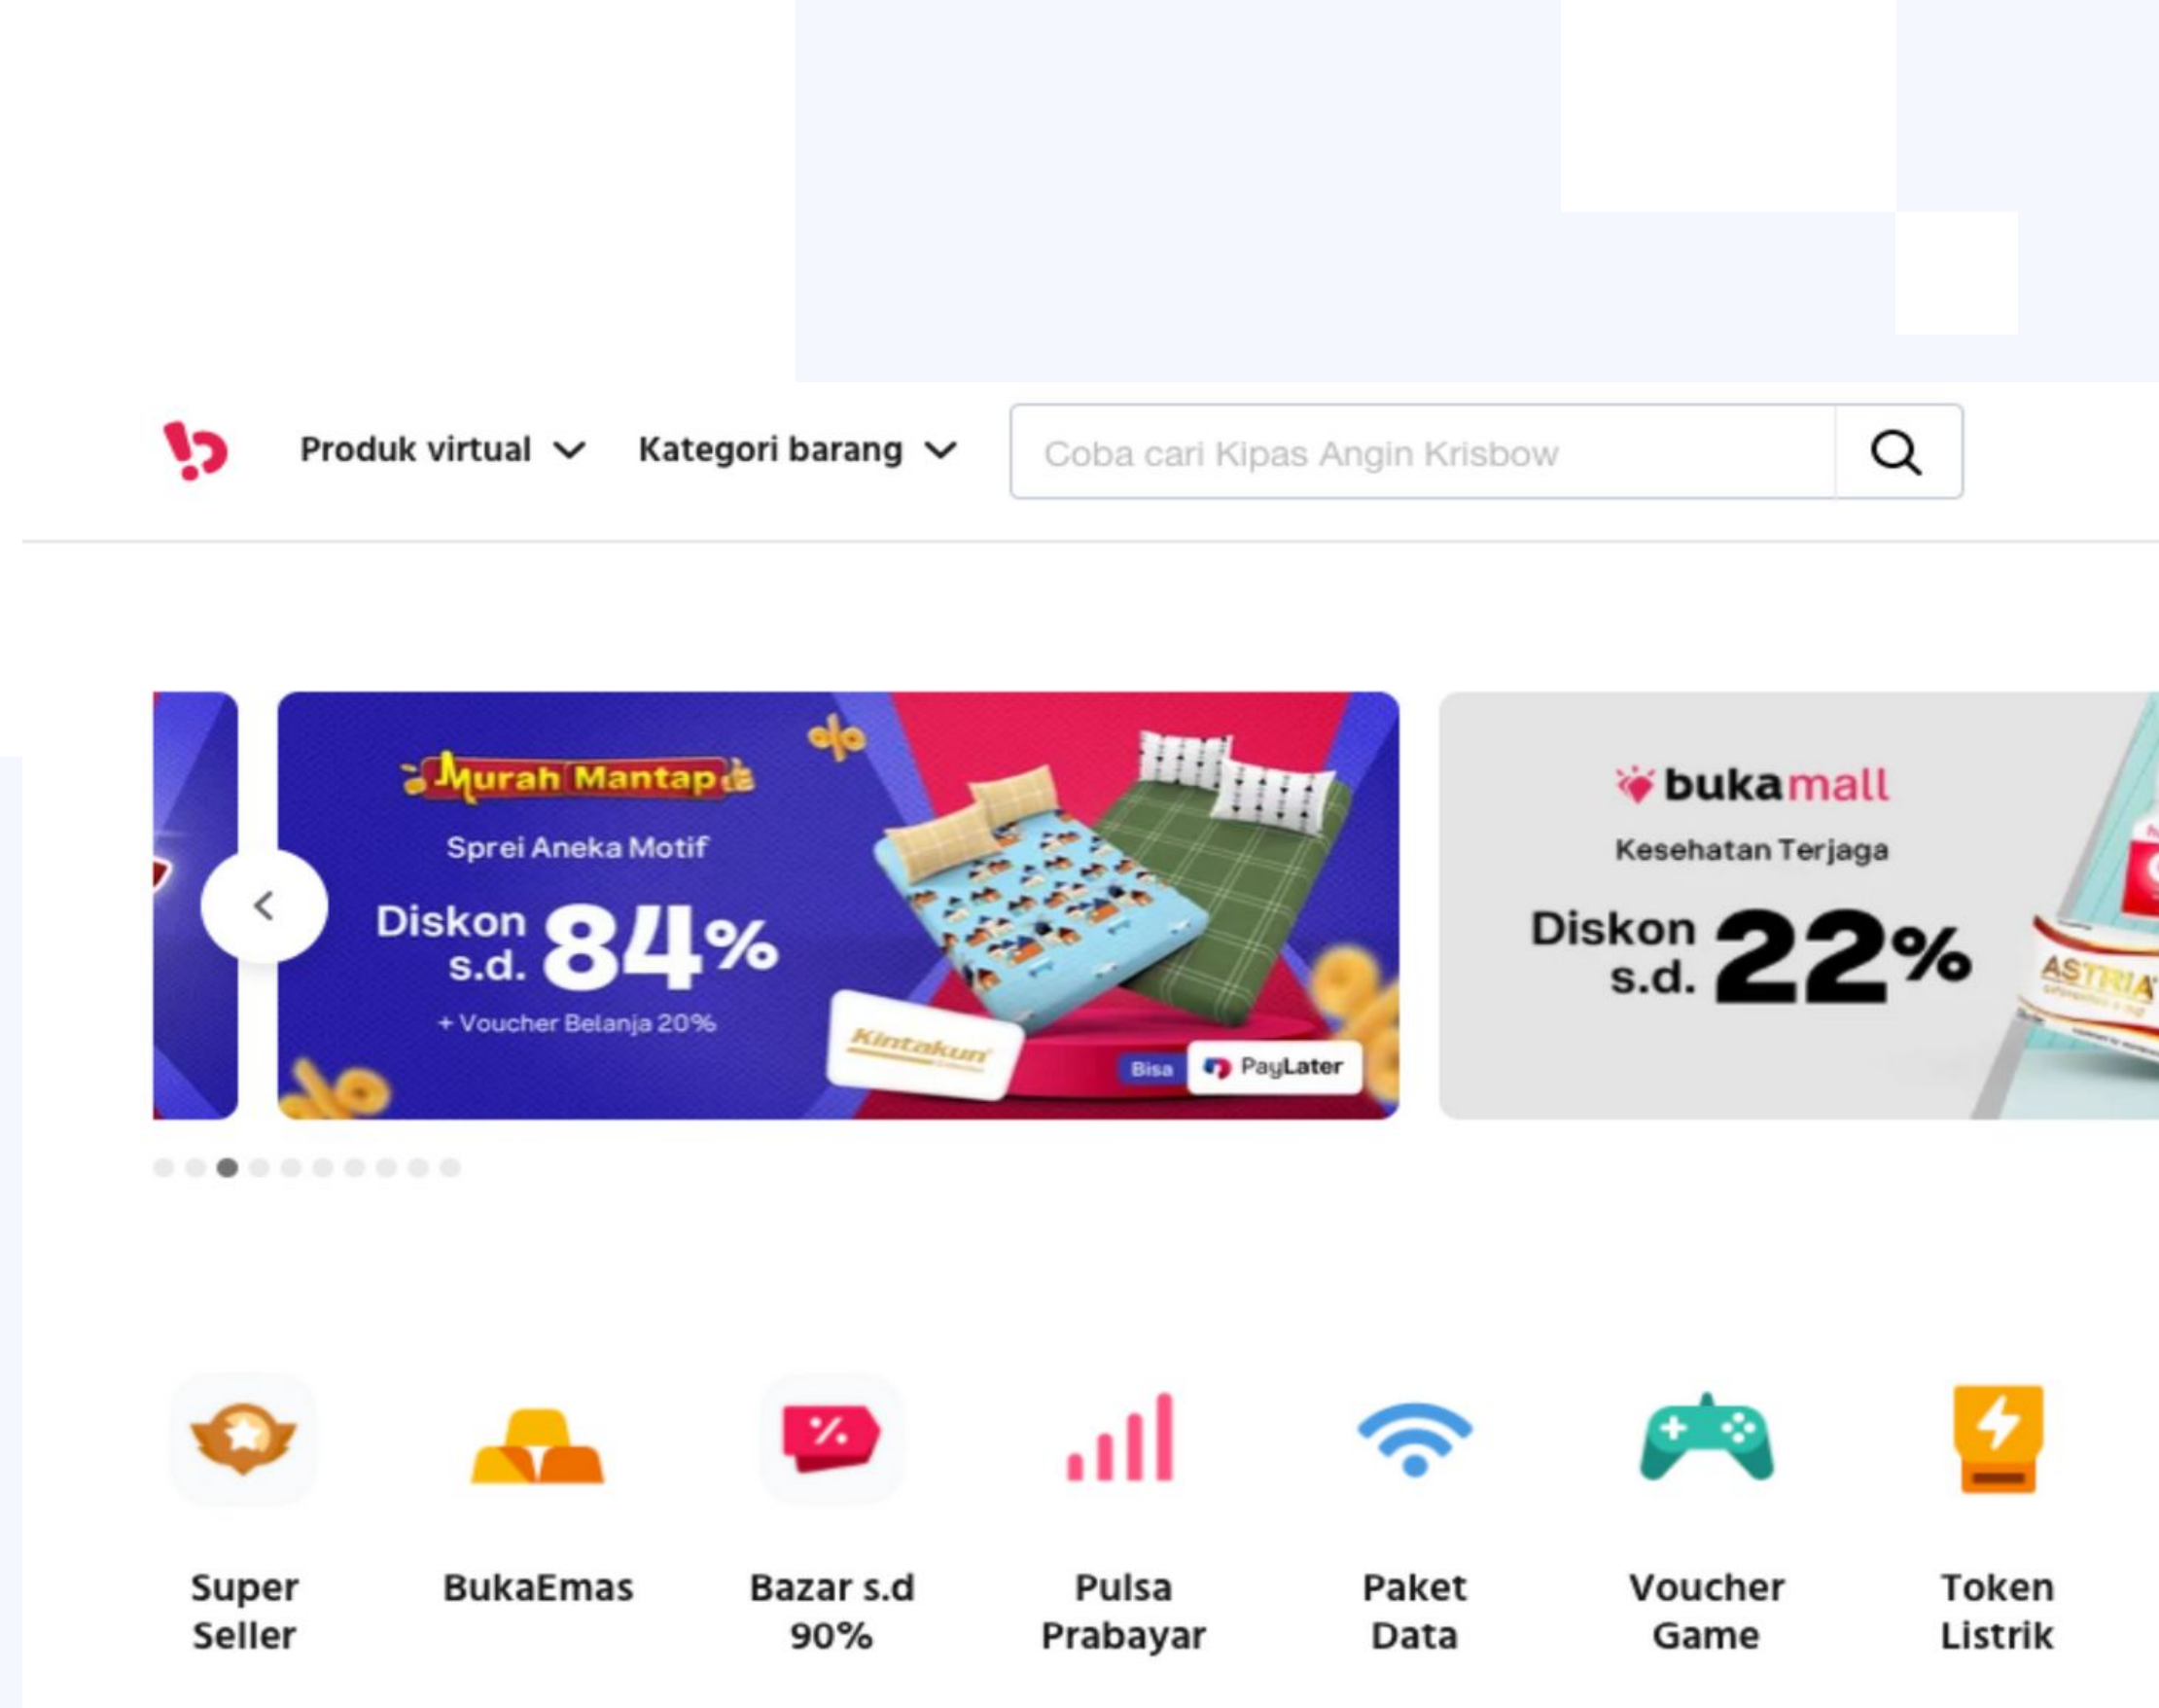 Produk virtual
Kategori barang
Coba cari Kipas Angin Krisbow
Murah Mantap
Sprei Aneka Motif
Diskon s.d. 84%
+ Voucher Belanja 20%
Kintakun
Bisa PayLater
bukamall
Kesehatan Terjaga
Diskon s.d. 22%
ASTRIA
Super
Seller
BukaEmas
Bazar s.d
90%
Pulsa
Prabayar
Paket
Data
Voucher
Game
Token
Listrik